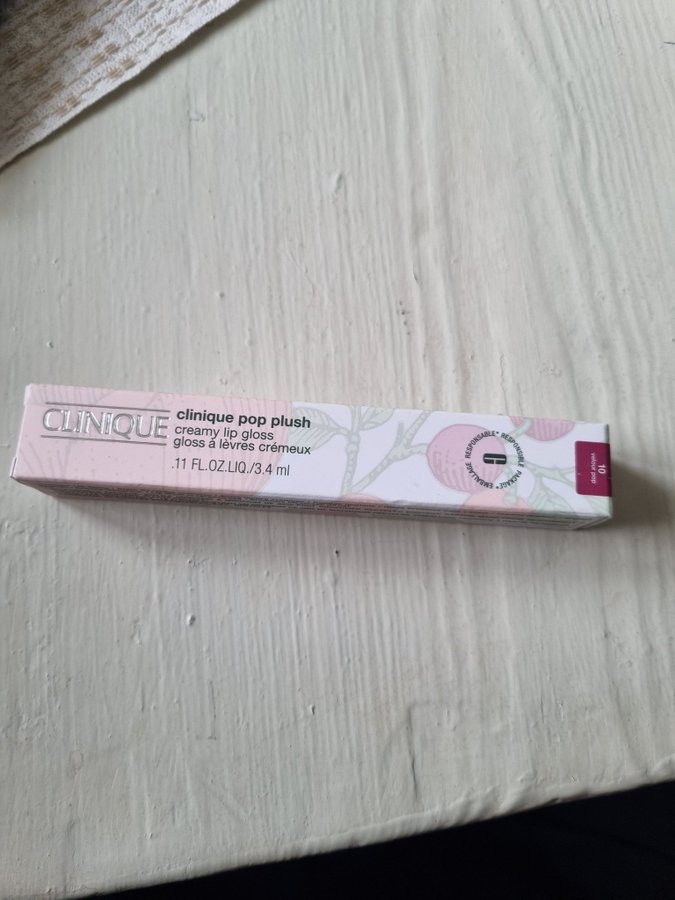 CLINIQUE
clinique pop plush
creamy lip gloss
gloss à lèvres crémeux
.11 FL.OZ.LIQ./3.4 ml
RESPONSIBLE PACKAGE* EMBALLAGE RESPONSABLE*
C
10
velour pop